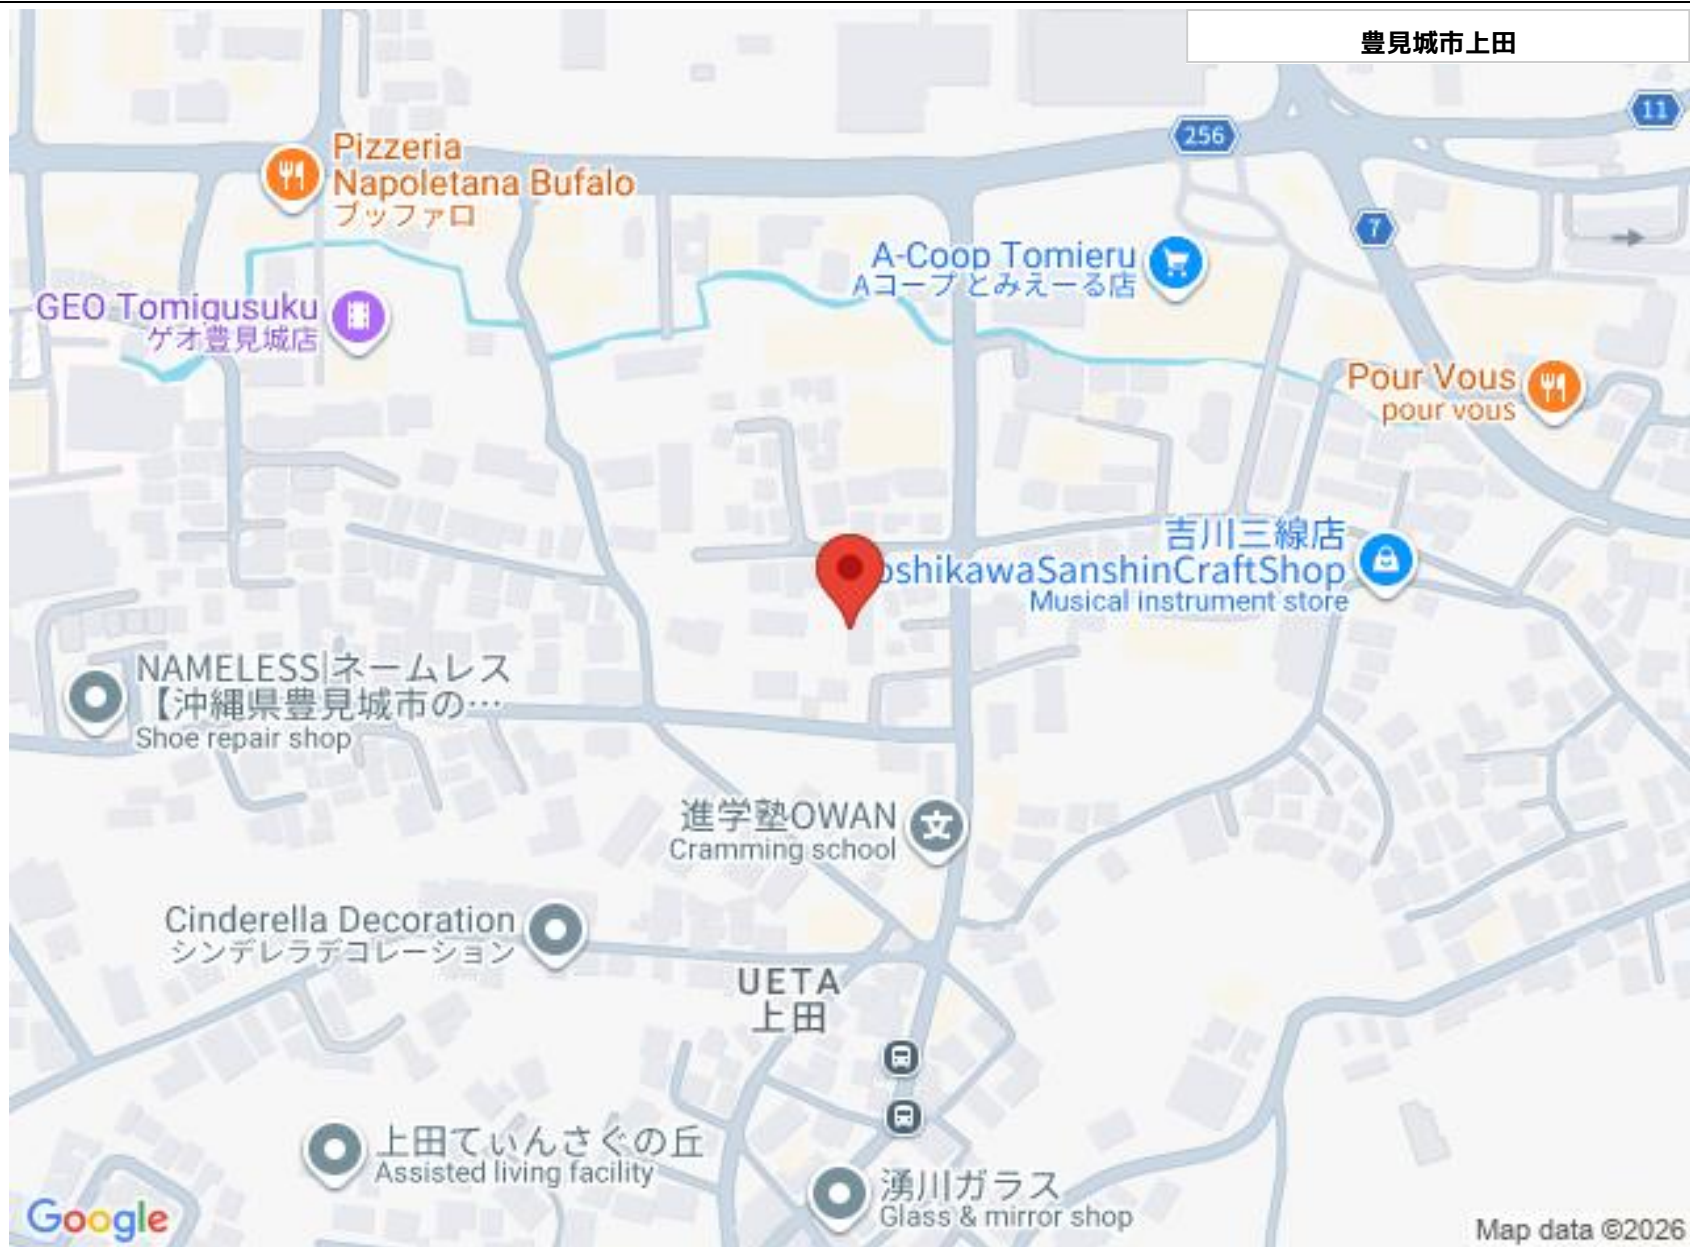 豊見城市上田
11
256
Pizzeria
Napoletana Bufalo
ブッファロ
7
A-Coop Tomieru
Aコープ とみえーる店
GEO Tomigusuku
ゲオ豊見城店
Pour Vous
pour vous
吉川三線店
oshikawaSanshinCraftShop
Musical instrument store
NAMELESS|ネームレス
【沖縄県豊見城市の…
Shoe repair shop
進学塾OWAN
Cramming school
文
Cinderella Decoration
シンデレラデコレーション
UETA
上田
上田てぃんさぐの丘
Assisted living facility
湧川ガラス
Glass & mirror shop
Google
Map data ©2026